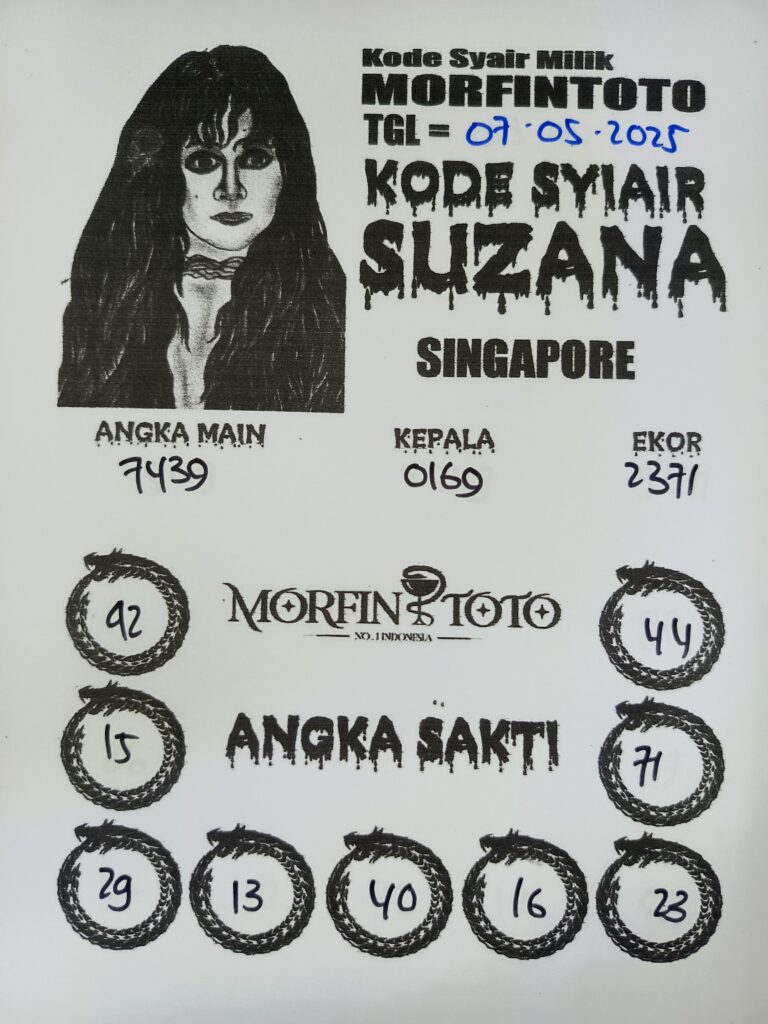 Kode Syair Milik
MORFINTOTO
TGL = 07.05.2025
KODE SYIAIR
SUZANA
SINGAPORE
ANGKA MAIN KEPALA EKOR
7439 0169 2371
MORFIN TOTO
NO. 1 INDONESIA
92 44
ANGKA SAKTI
15 71
29 13 40 16 23